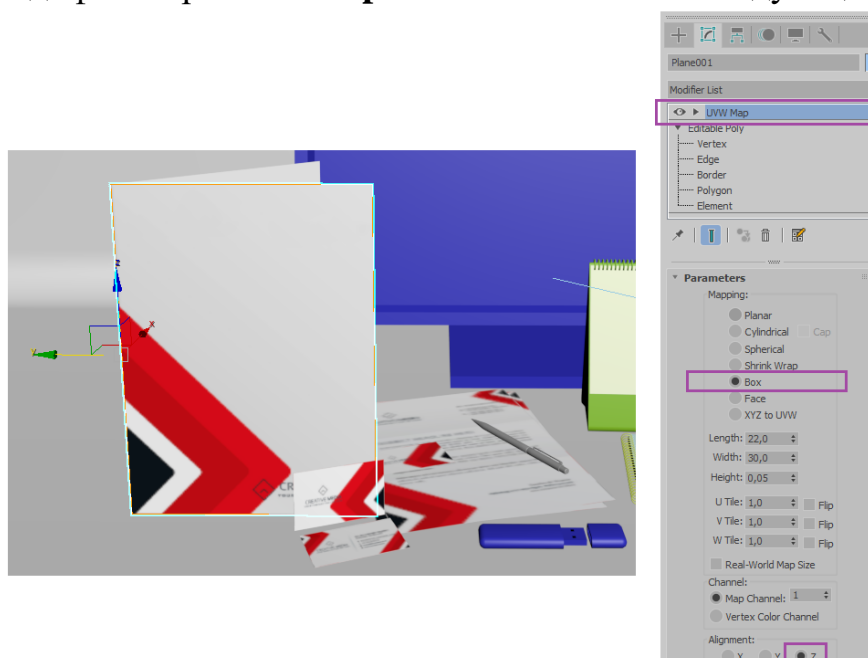 Plane001
Modifier List
UVW Map
Editable Poly
Vertex
Edge
Border
Polygon
Element
Parameters
Mapping:
Planar
Cylindrical Cap
Spherical
Shrink Wrap
Box
Face
XYZ to UVW
Length: 22,0
Width: 30,0
Height: 0,05
U Tile: 1,0 Flip
V Tile: 1,0 Flip
W Tile: 1,0 Flip
Real-World Map Size
Channel:
Map Channel: 1
Vertex Color Channel
Alignment:
X Y Z
z
x